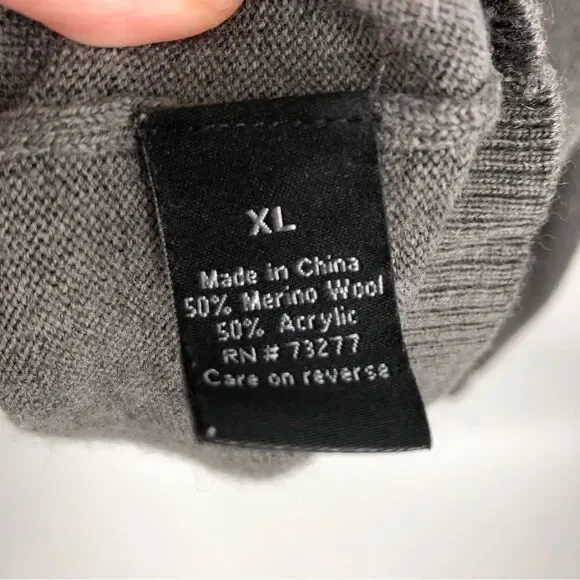 XL
Made in China
50% Merino Wool
50% Acrylic
RN # 73277
Care on reverse